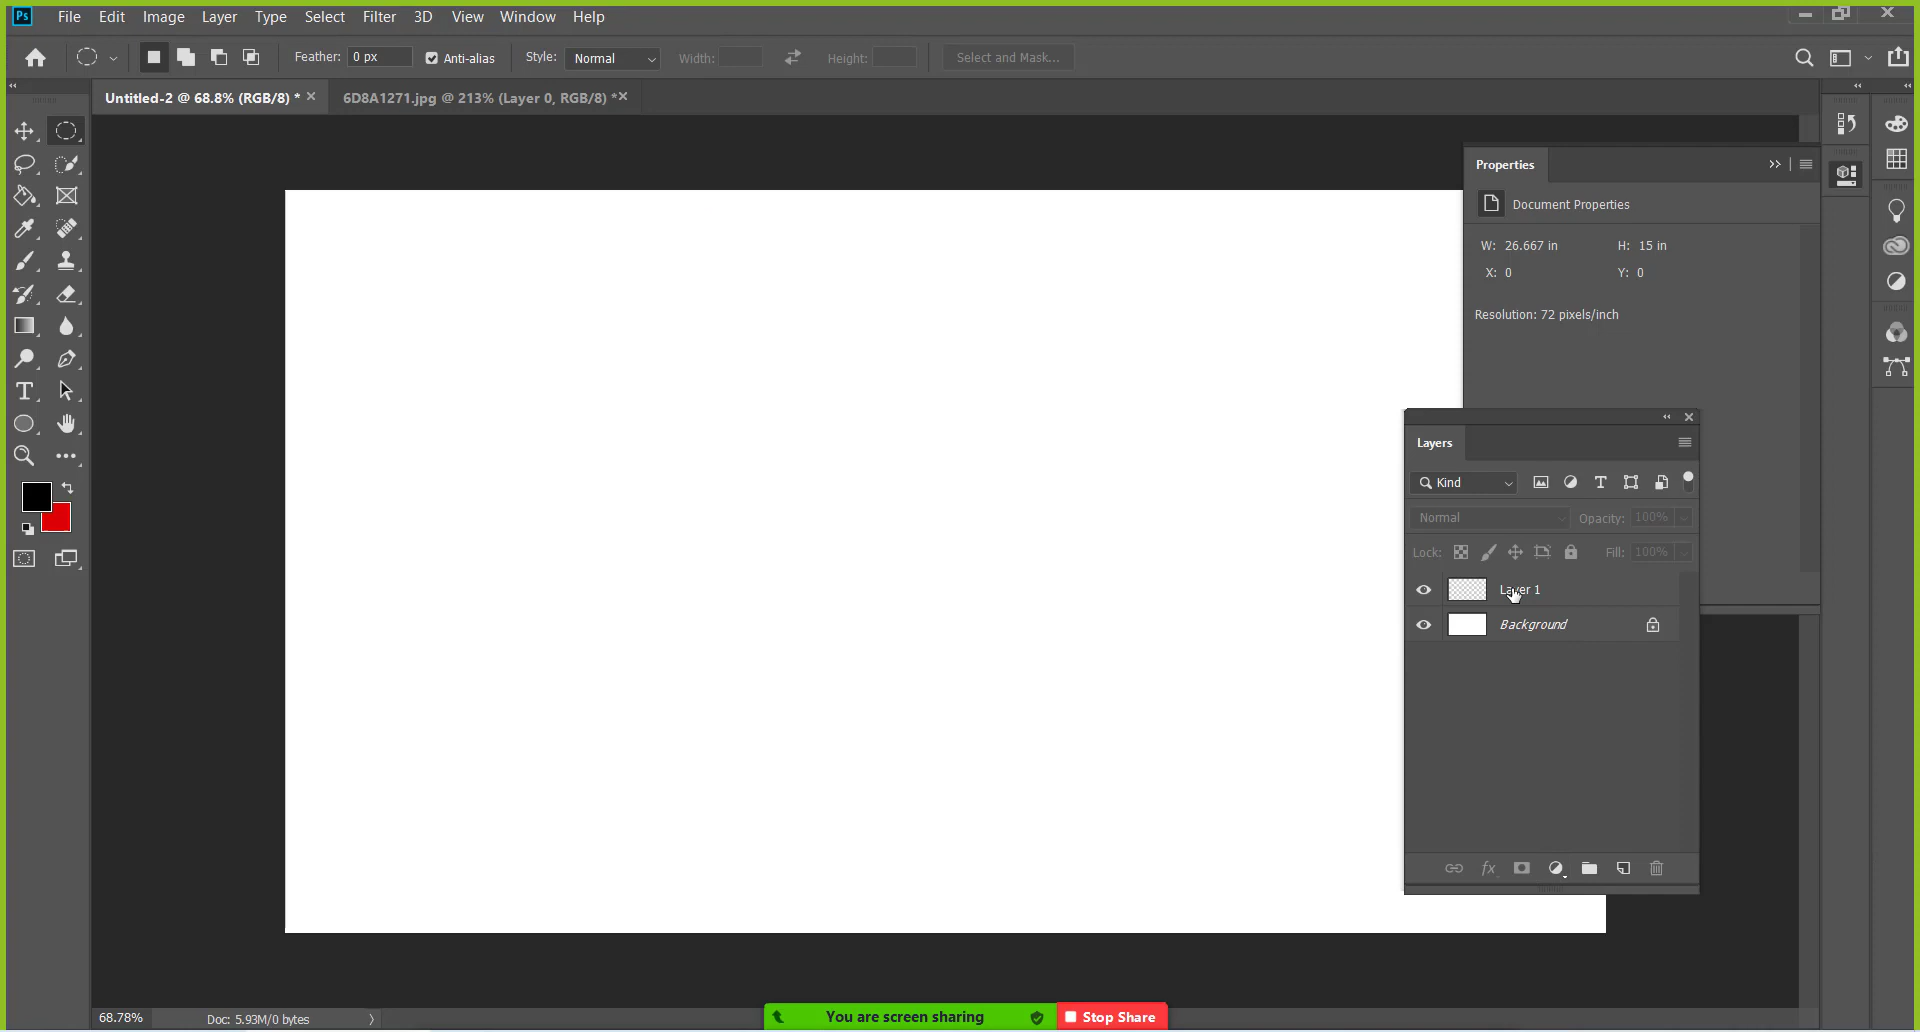 Ps File Edit Image Layer Type Select Filter 3D View Window Help
Feather: 0 px Anti-alias Style: Normal Width: Height: Select and Mask...
Untitled-2 @ 68.8% (RGB/8) * × 6D8A1271.jpg @ 213% (Layer 0, RGB/8) * ×
Properties
Document Properties
W: 26.667 in H: 15 in
X: 0 Y: 0
Resolution: 72 pixels/inch
Layers
Kind
Normal Opacity: 100%
Lock: Fill: 100%
Layer 1
Background
fx
68.78% Doc: 5.93M/0 bytes
You are screen sharing Stop Share